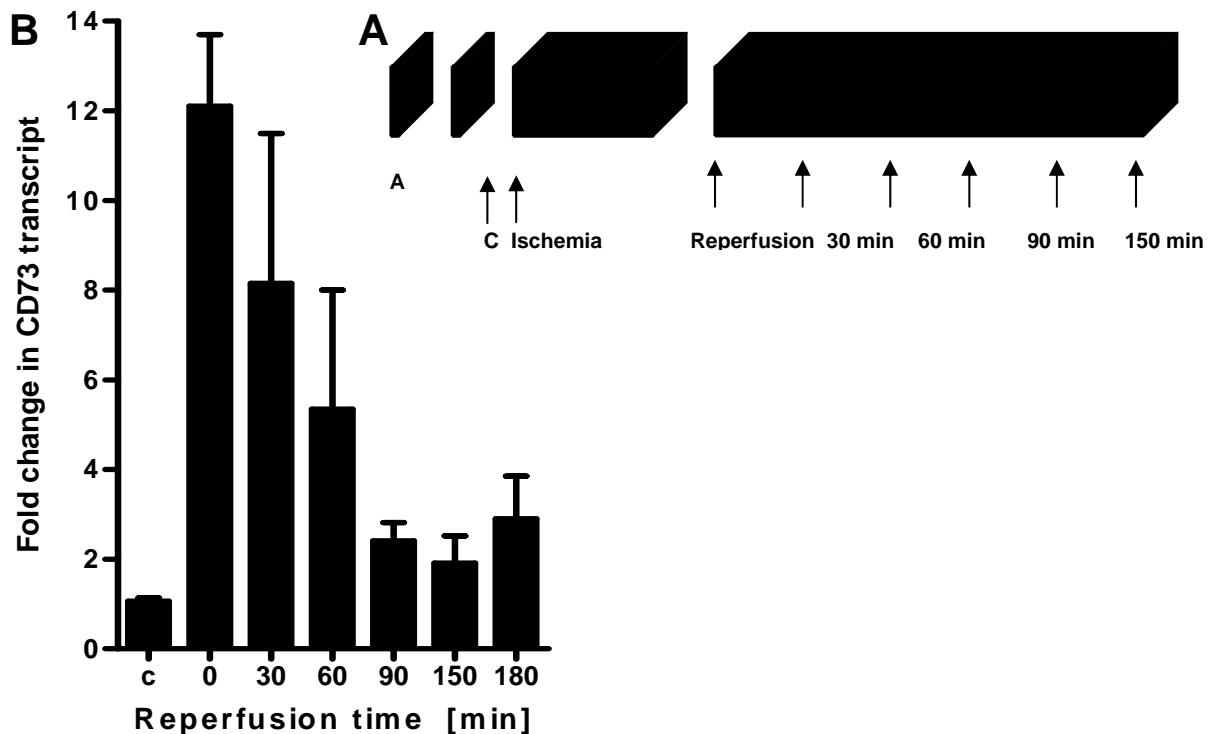 B
A
14
12
10
8
6
4
2
0
Fold change in CD73 transcript
c 0 30 60 90 150 180
Reperfusion time [min]
A
C Ischemia Reperfusion 30 min 60 min 90 min 150 min